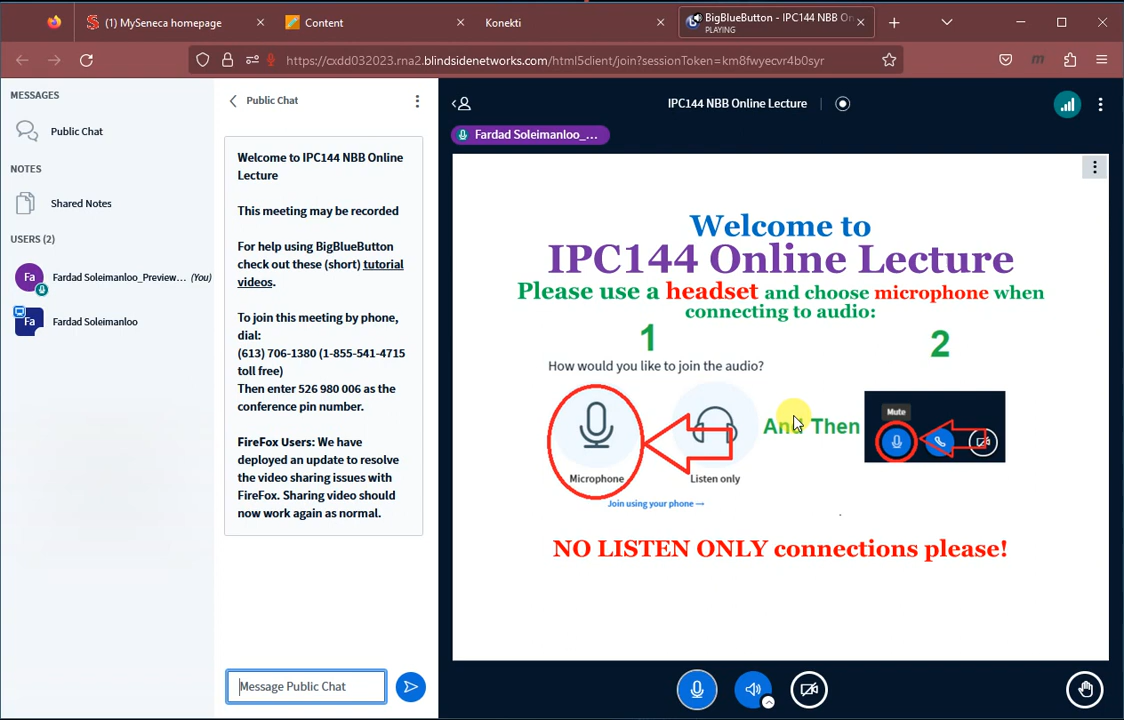 (1) MySeneca homepage
Content
Konekti
BigBlueButton - IPC144 NBB On
PLAYING
https://cxdd032023.rna2.blindsidenetworks.com/html5client/join?sessionToken=km8fwyecvr4b0syr
MESSAGES
Public Chat
NOTES
Shared Notes
USERS (2)
Fa
Fardad Soleimanloo_Preview... (You)
Fa
Fardad Soleimanloo
Public Chat
Welcome to IPC144 NBB Online
Lecture
This meeting may be recorded
For help using BigBlueButton
check out these (short) tutorial
videos.
To join this meeting by phone,
dial:
(613) 706-1380 (1-855-541-4715
toll free)
Then enter 526 980 006 as the
conference pin number.
FireFox Users: We have
deployed an update to resolve
the video sharing issues with
FireFox. Sharing video should
now work again as normal.
Message Public Chat
IPC144 NBB Online Lecture
Fardad Soleimanloo_...
Welcome to
IPC144 Online Lecture
Please use a headset and choose microphone when
connecting to audio:
1
2
How would you like to join the audio?
And Then
Mute
Microphone
Listen only
Join using your phone
NO LISTEN ONLY connections please!